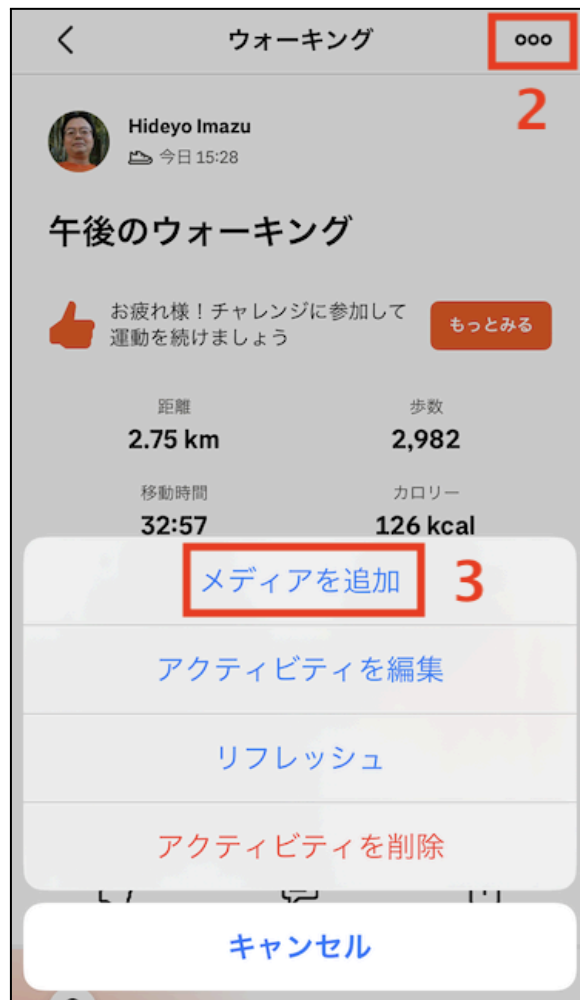 ウォーキング
2
Hideyo Imazu
今日 15:28
午後のウォーキング
お疲れ様！チャレンジに参加して
運動を続けましょう
もっとみる
距離
2.75 km
歩数
2,982
移動時間
32:57
カロリー
126 kcal
メディアを追加
3
アクティビティを編集
リフレッシュ
アクティビティを削除
キャンセル